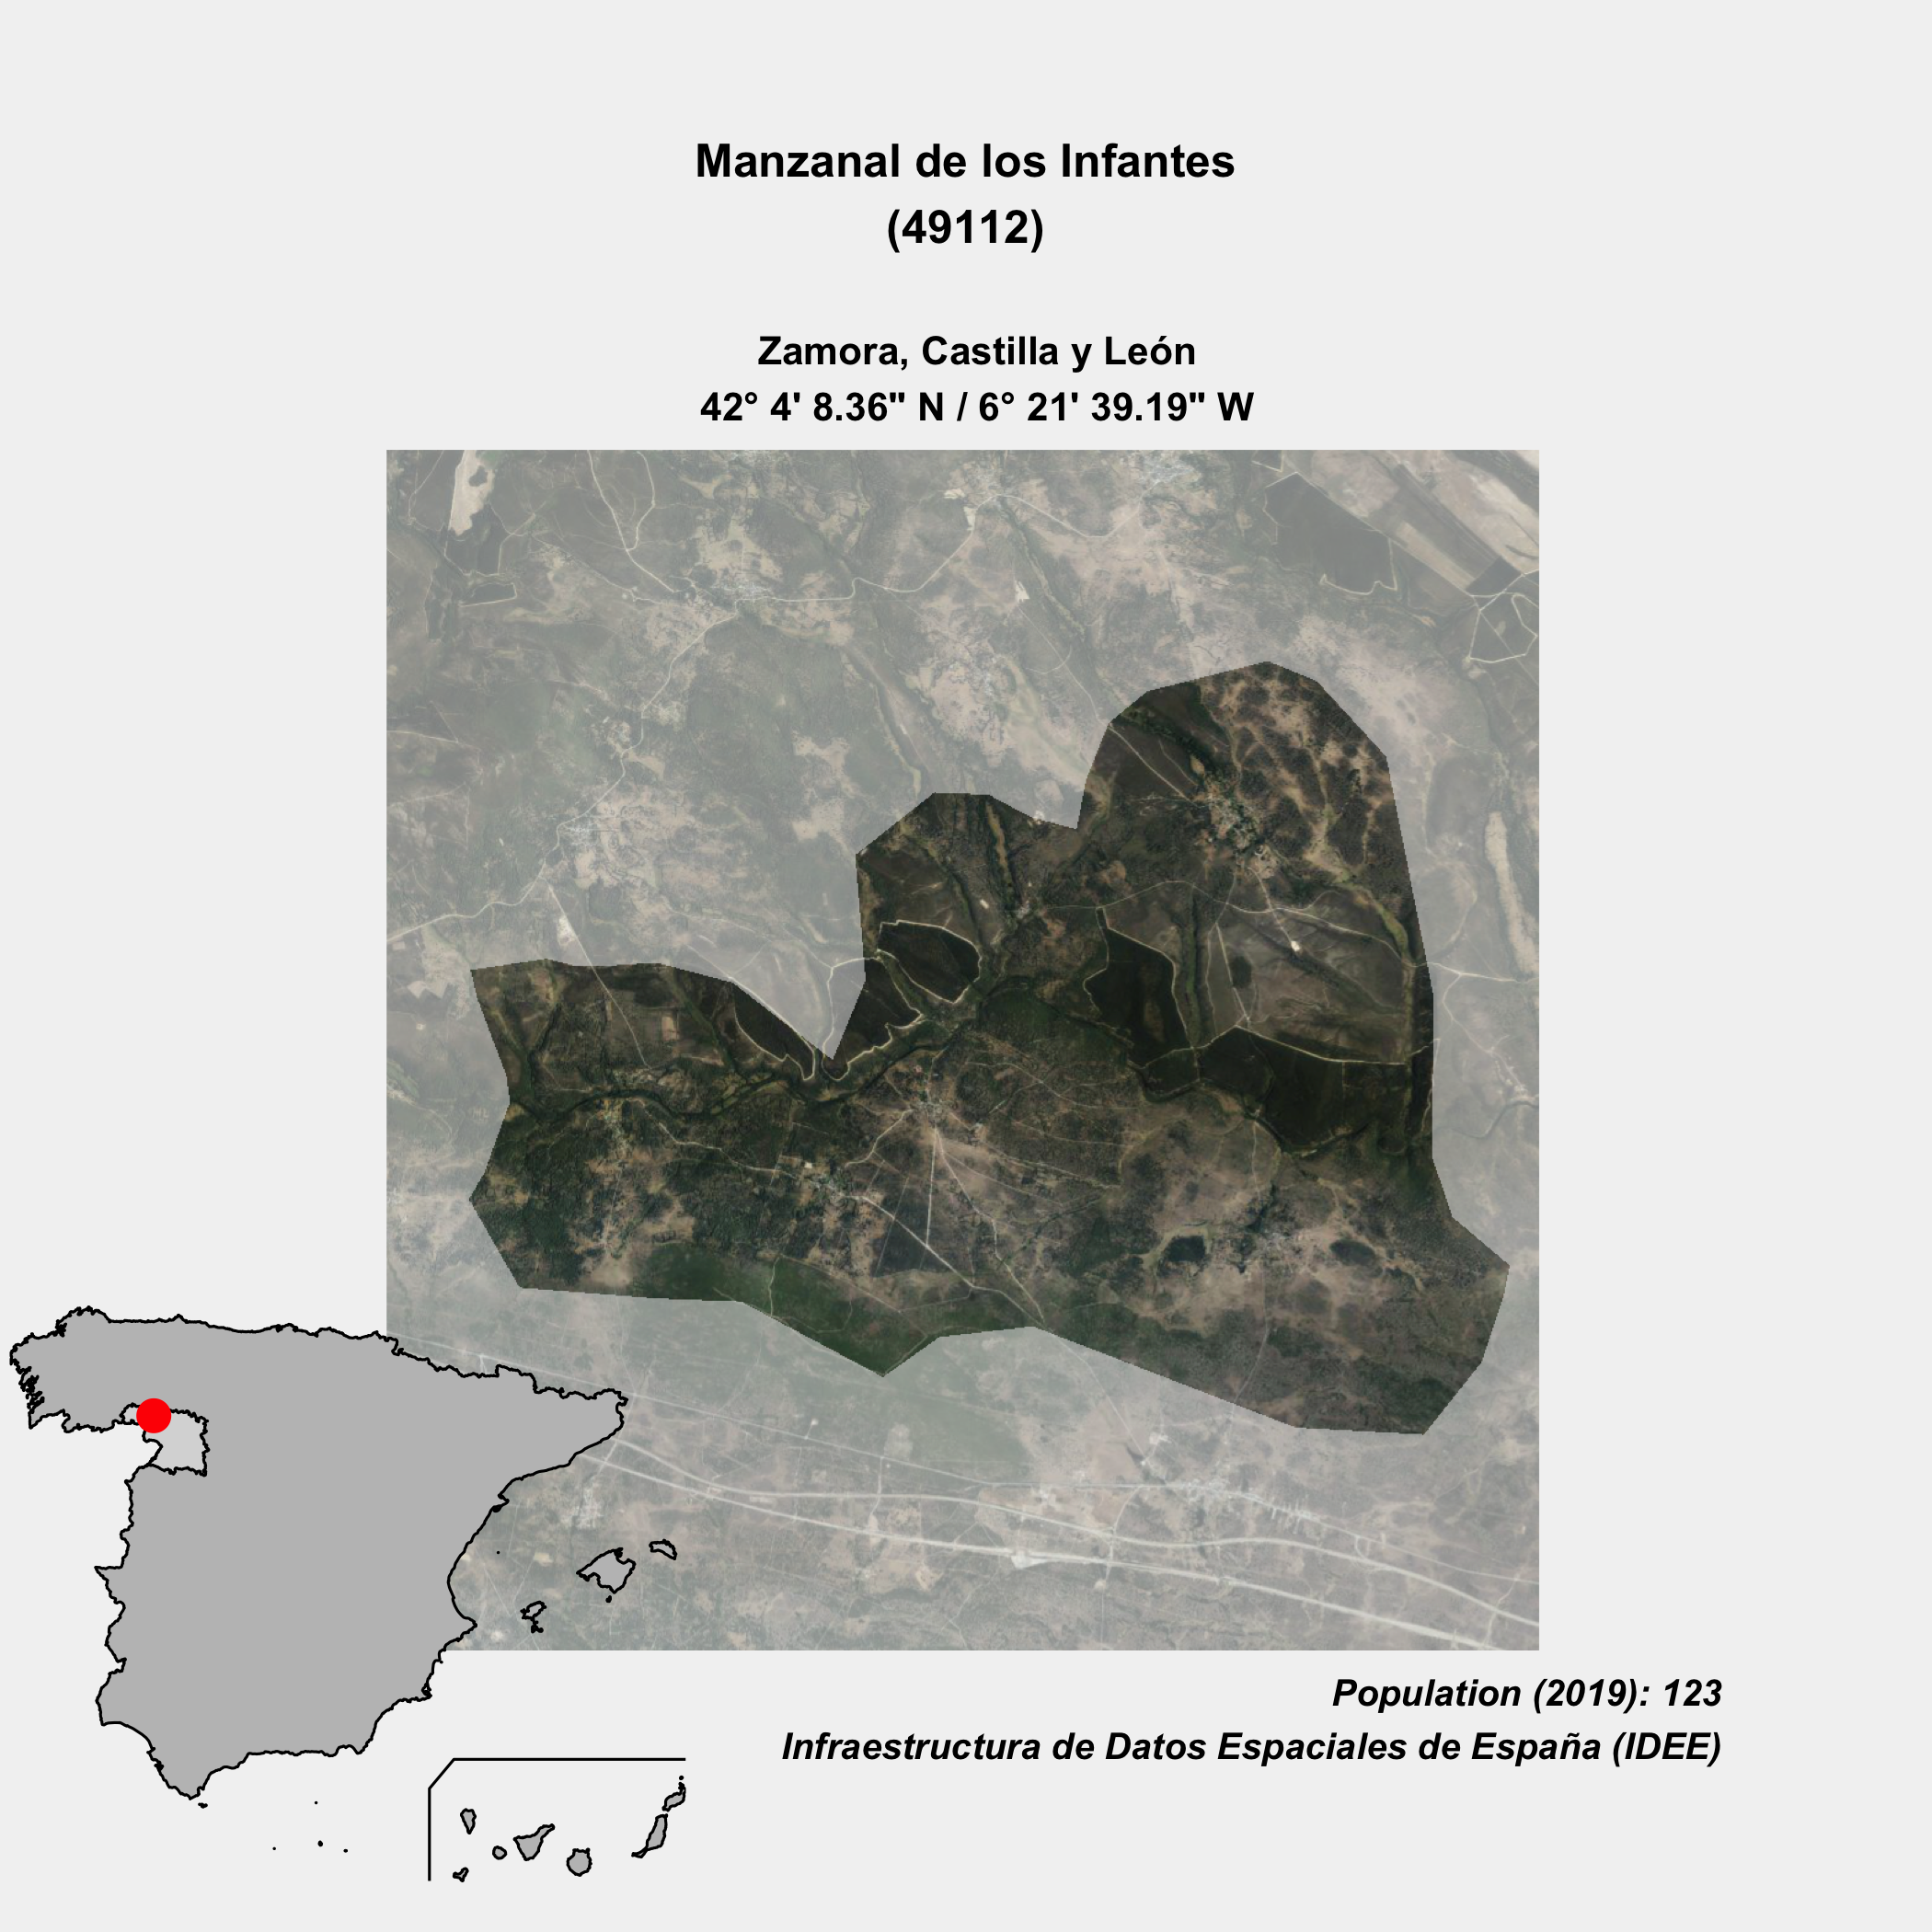 Manzanal de los Infantes
(49112)
Zamora, Castilla y León
42° 4' 8.36" N / 6° 21' 39.19" W
Population (2019): 123
Infraestructura de Datos Espaciales de España (IDEE)